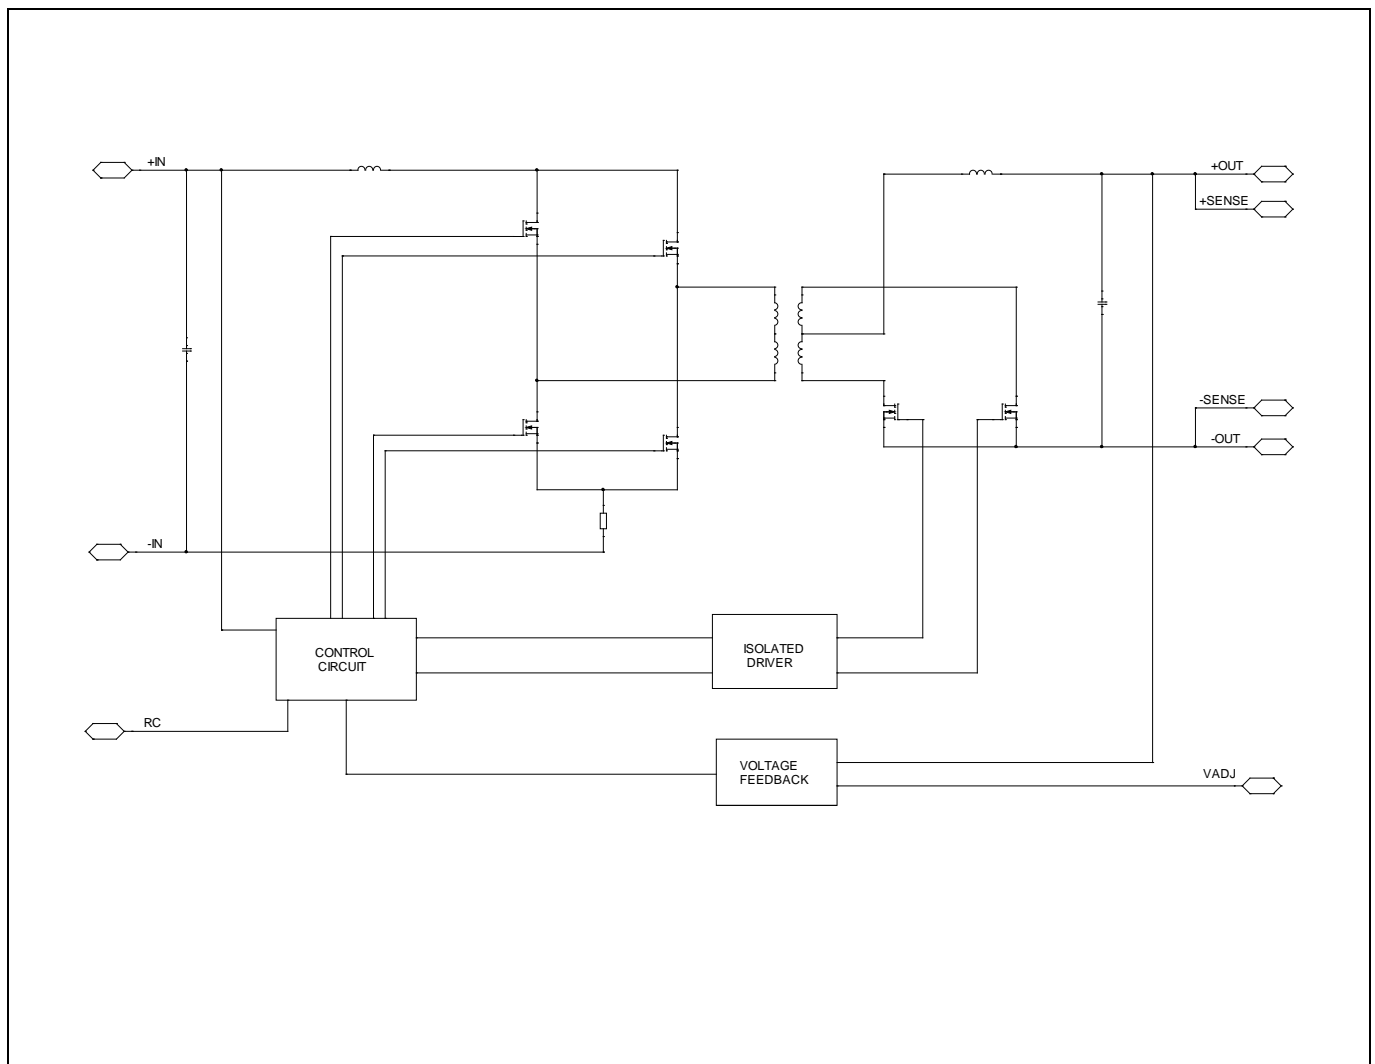 +IN
+OUT
+SENSE
-SENSE
-OUT
-IN
CONTROL
CIRCUIT
ISOLATED
DRIVER
RC
VOLTAGE
FEEDBACK
VADJ